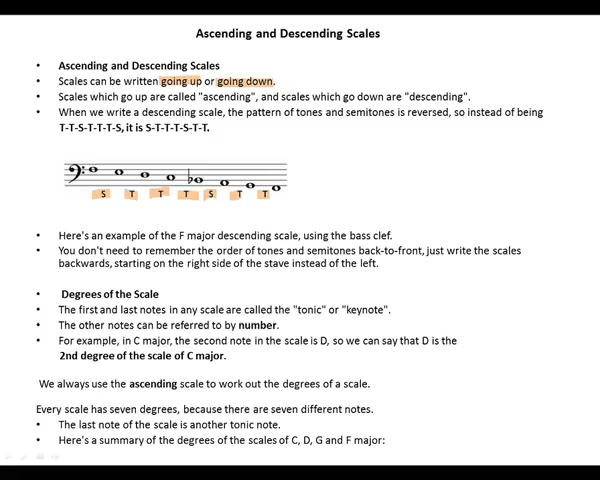 Ascending and Descending Scales
• Ascending and Descending Scales
• Scales can be written going up or going down.
• Scales which go up are called "ascending", and scales which go down are "descending".
• When we write a descending scale, the pattern of tones and semitones is reversed, so instead of being
T-T-S-T-T-T-S, it is S-T-T-T-S-T-T.
S T T T S T T
• Here's an example of the F major descending scale, using the bass clef.
• You don't need to remember the order of tones and semitones back-to-front, just write the scales
backwards, starting on the right side of the stave instead of the left.
• Degrees of the Scale
• The first and last notes in any scale are called the "tonic" or "keynote".
• The other notes can be referred to by number.
• For example, in C major, the second note in the scale is D, so we can say that D is the
2nd degree of the scale of C major.
We always use the ascending scale to work out the degrees of a scale.
Every scale has seven degrees, because there are seven different notes.
• The last note of the scale is another tonic note.
• Here's a summary of the degrees of the scales of C, D, G and F major: